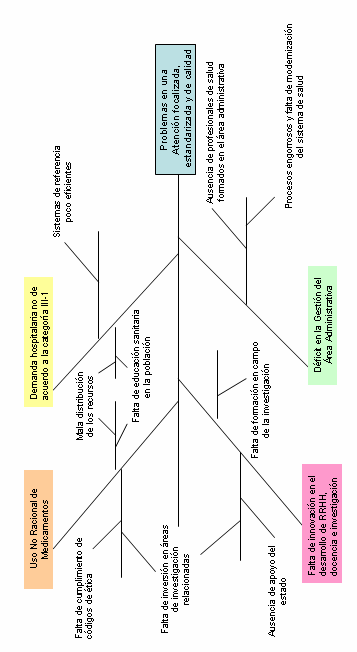 Uso No Racional de
Medicamentos
Demanda hospitalaria no de
acuerdo a la categoría III-1
Problemas en una
Atención focalizada,
estandarizada y de calidad
Sistemas de referencia
poco eficientes
Mala distribución
de los recursos
Falta de educación sanitaria
en la población
Falta de cumplimiento de
códigos de ética
Falta de inversión en áreas
de investigación
relacionadas
Ausencia de profesionales de salud
formados en el área administrativa
Procesos engorrosos y falta de modernización
del sistema de salud
Falta de formación en campo
de la investigación
Ausencia de apoyo del
estado
Falta de innovación en el
desarrollo de RRHH,
docencia e investigación
Déficit en la Gestión del
Área Administrativa